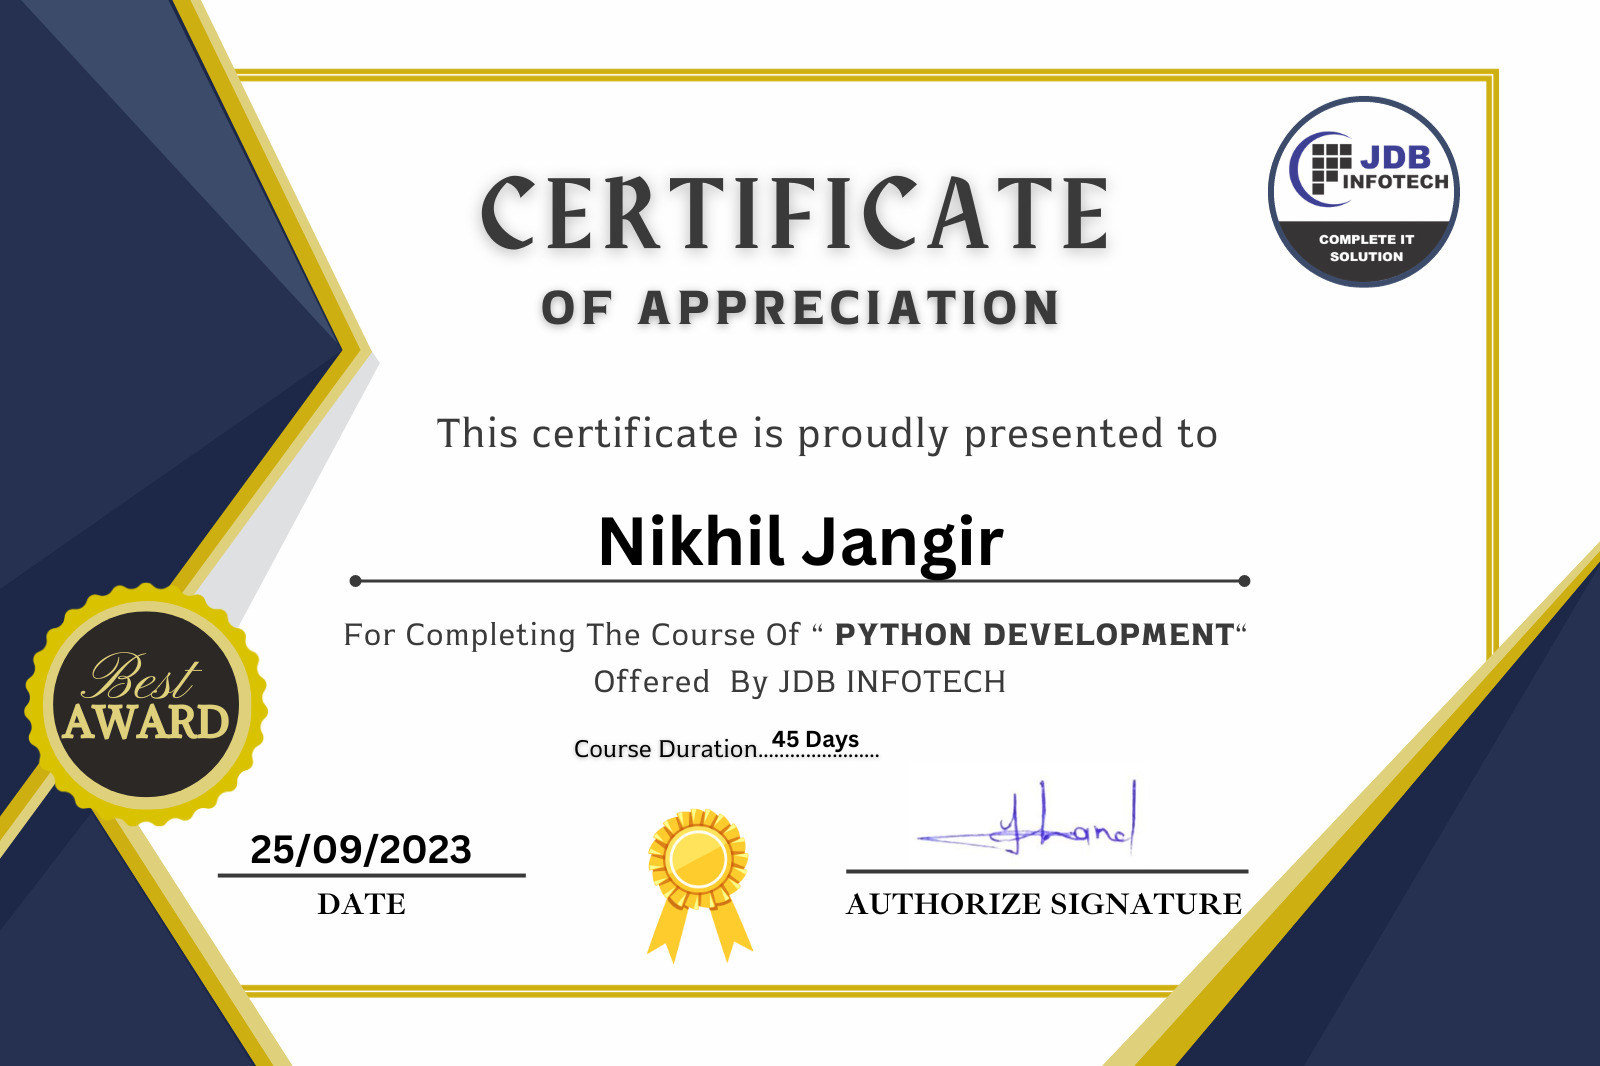 JDB
INFOTECH
COMPLETE IT
SOLUTION
CERTIFICATE
OF APPRECIATION
This certificate is proudly presented to
Nikhil Jangir
For Completing The Course Of “ PYTHON DEVELOPMENT“
Offered By JDB INFOTECH
Best
AWARD
Course Duration.......................
45 Days
25/09/2023
DATE
AUTHORIZE SIGNATURE